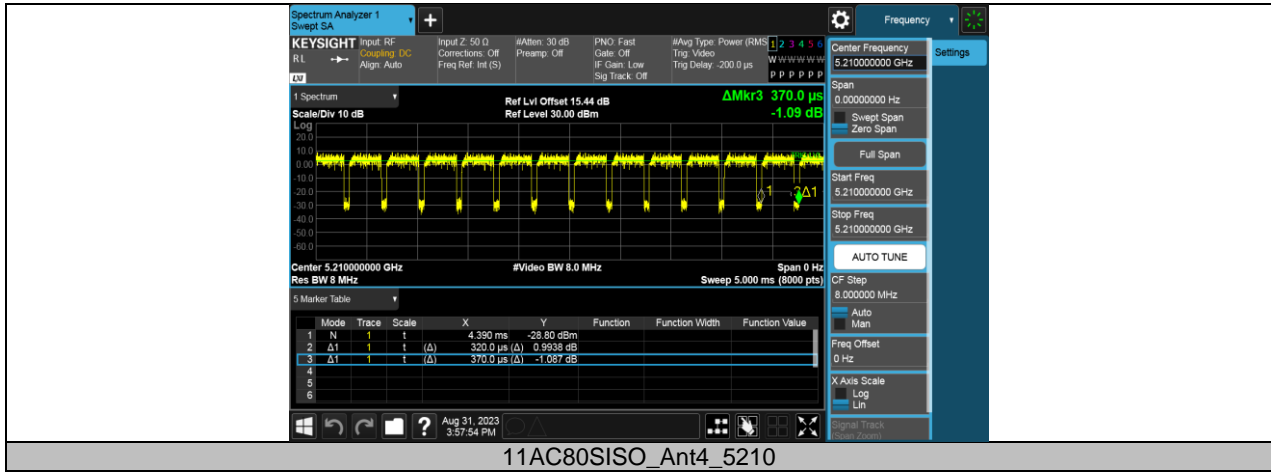 Spectrum Analyzer 1
Swept SA
+
Frequency
KEYSIGHT
RL
LXI
Input: RF
Coupling: DC
Align: Auto
Input Z: 50 Ω
Corrections: Off
Freq Ref: Int (S)
#Atten: 30 dB
Preamp: Off
PNO: Fast
Gate: Off
IF Gain: Low
Sig Track: Off
#Avg Type: Power (RMS
Trig: Video
Trig Delay: -200.0 µs
1 2 3 4 5 6
W W W W W W
P P P P P P
1 Spectrum
Scale/Div 10 dB
Ref Lvl Offset 15.44 dB
Ref Level 30.00 dBm
ΔMkr3 370.0 µs
-1.09 dB
Log
20.0
10.0
0.00
-10.0
-20.0
-30.0
-40.0
-50.0
-60.0
1
3Δ1
Center 5.210000000 GHz
#Video BW 8.0 MHz
Span 0 Hz
Res BW 8 MHz
Sweep 5.000 ms (8000 pts)
5 Marker Table
Mode Trace Scale X Y Function Function Width Function Value
1 N 1 t 4.390 ms -28.80 dBm
2 Δ1 1 t (Δ) 320.0 µs (Δ) 0.9938 dB
3 Δ1 1 t (Δ) 370.0 µs (Δ) -1.087 dB
4
5
6
?
Aug 31, 2023
3:57:54 PM
Center Frequency
5.210000000 GHz
Settings
Span
0.00000000 Hz
Swept Span
Zero Span
Full Span
Start Freq
5.210000000 GHz
Stop Freq
5.210000000 GHz
AUTO TUNE
CF Step
8.000000 MHz
Auto
Man
Freq Offset
0 Hz
X Axis Scale
Log
Lin
Signal Track
(Span Zoom)
11AC80SISO_Ant4_5210